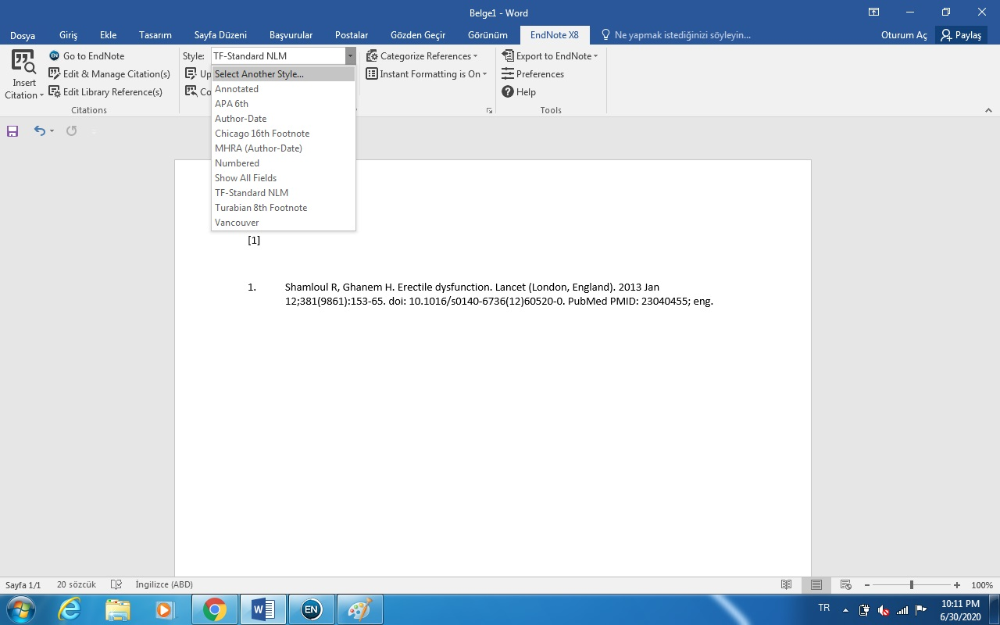 Belge1 - Word
Dosya Giriş Ekle Tasarım Sayfa Düzeni Başvurular Postalar Gözden Geçir Görünüm EndNote X8 Ne yapmak istediğinizi söyleyin... Oturum Aç Paylaş
Insert
Citation
Go to EndNote
Edit & Manage Citation(s)
Edit Library Reference(s)
Citations
Style: TF-Standard NLM
Up
Co
Select Another Style...
Annotated
APA 6th
Author-Date
Chicago 16th Footnote
MHRA (Author-Date)
Numbered
Show All Fields
TF-Standard NLM
Turabian 8th Footnote
Vancouver
Categorize References
Instant Formatting is On
Export to EndNote
Preferences
Help
Tools
[1]
1. Shamloul R, Ghanem H. Erectile dysfunction. Lancet (London, England). 2013 Jan
12;381(9861):153-65. doi: 10.1016/s0140-6736(12)60520-0. PubMed PMID: 23040455; eng.
Sayfa 1/1 20 sözcük İngilizce (ABD) 100%
EN
TR
10:11 PM
6/30/2020